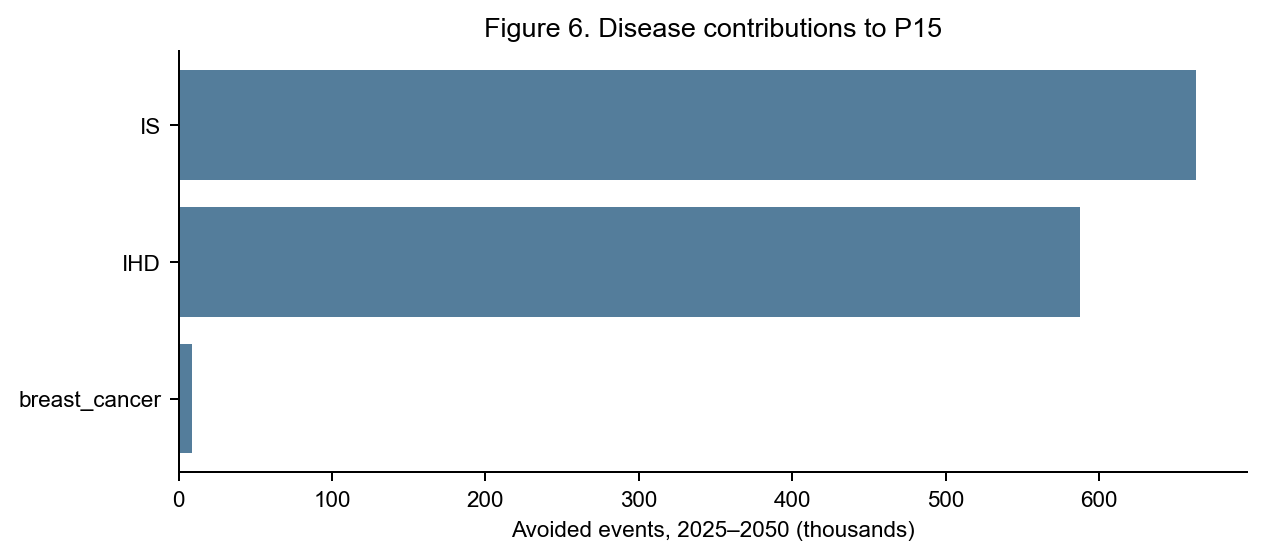 Figure 6. Disease contributions to P15
IS
IHD
breast_cancer
0 100 200 300 400 500 600
Avoided events, 2025–2050 (thousands)